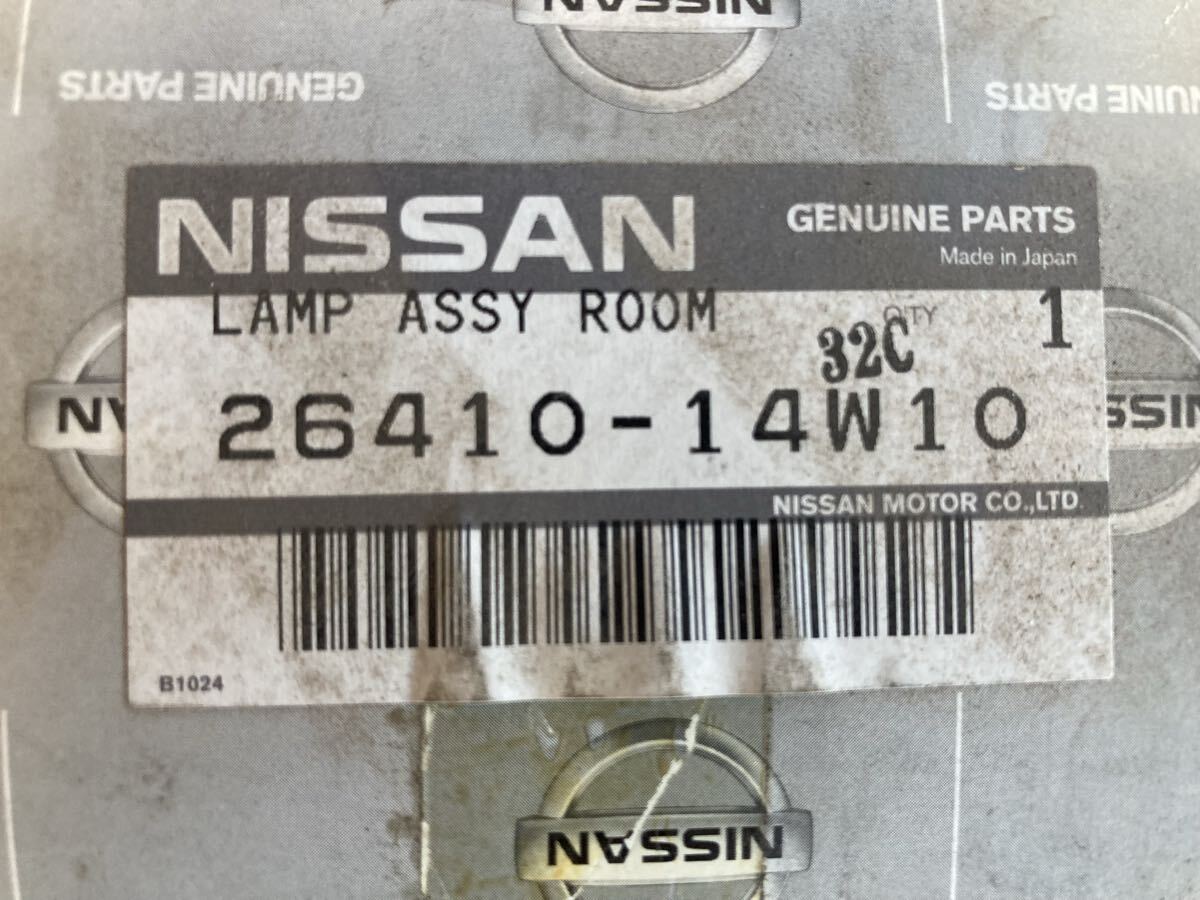 NISSAN
GENUINE PARTS
GENUINE PARTS
NISSAN
GENUINE PARTS
Made in Japan
LAMP ASSY ROOM
Q'TY
1
32C
26410-14W10
NISSAN MOTOR CO.,LTD.
B1024
NISSAN